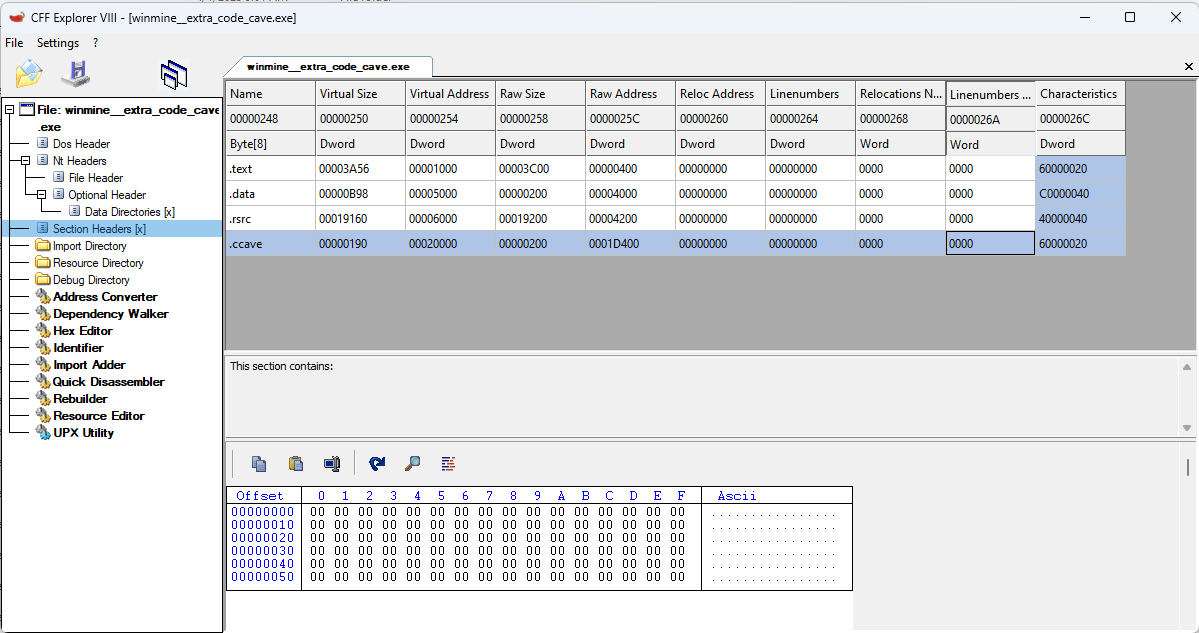 CFF Explorer VIII - [winmine__extra_code_cave.exe]
File Settings ?
winmine__extra_code_cave.exe
File: winmine__extra_code_cave
.exe
Dos Header
Nt Headers
File Header
Optional Header
Data Directories [x]
Section Headers [x]
Import Directory
Resource Directory
Debug Directory
Address Converter
Dependency Walker
Hex Editor
Identifier
Import Adder
Quick Disassembler
Rebuilder
Resource Editor
UPX Utility
Name Virtual Size Virtual Address Raw Size Raw Address Reloc Address Linenumbers Relocations N... Linenumbers ... Characteristics
00000248 00000250 00000254 00000258 0000025C 00000260 00000264 00000268 0000026A 0000026C
Byte[8] Dword Dword Dword Dword Dword Dword Word Word Dword
.text 00003A56 00001000 00003C00 00000400 00000000 00000000 0000 0000 60000020
.data 00000B98 00005000 00000200 00004000 00000000 00000000 0000 0000 C0000040
.rsrc 00019160 00006000 00019200 00004200 00000000 00000000 0000 0000 40000040
.ccave 00000190 00020000 00000200 0001D400 00000000 00000000 0000 0000 60000020
This section contains:
Offset 0 1 2 3 4 5 6 7 8 9 A B C D E F Ascii
00000000 00 00 00 00 00 00 00 00 00 00 00 00 00 00 00 00 ................
00000010 00 00 00 00 00 00 00 00 00 00 00 00 00 00 00 00 ................
00000020 00 00 00 00 00 00 00 00 00 00 00 00 00 00 00 00 ................
00000030 00 00 00 00 00 00 00 00 00 00 00 00 00 00 00 00 ................
00000040 00 00 00 00 00 00 00 00 00 00 00 00 00 00 00 00 ................
00000050 00 00 00 00 00 00 00 00 00 00 00 00 00 00 00 00 ................